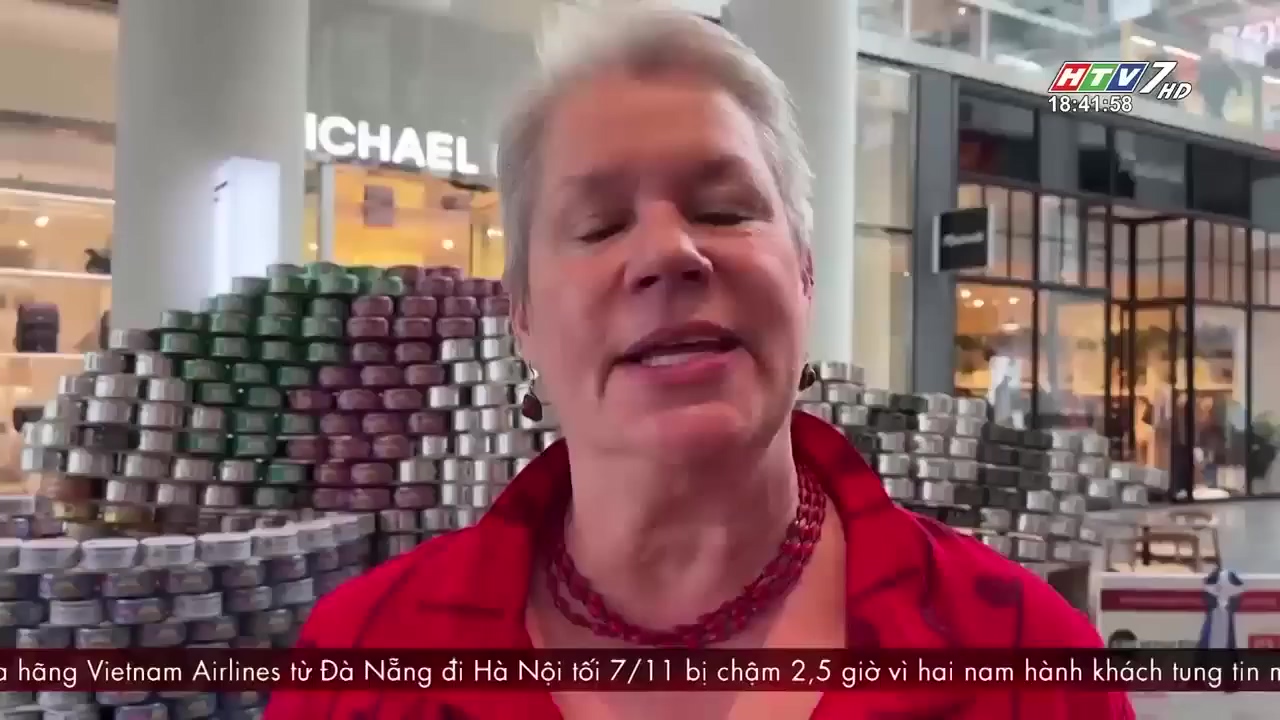 HTV7 HD
18:41:58
ICHAEL
hãng Vietnam Airlines từ Đà Nẵng đi Hà Nội tối 7/11 bị chậm 2,5 giờ vì hai nam hành khách tung tin